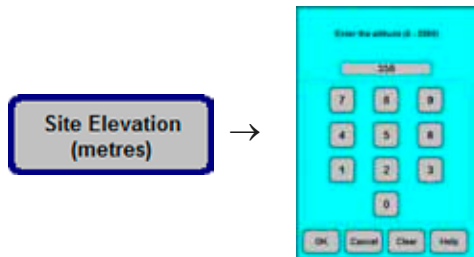 Site Elevation
(metres)
→
Enter the altitude (0 - 3000)
350
7 8 9
4 5 6
1 2 3
0
OK Cancel Clear Help